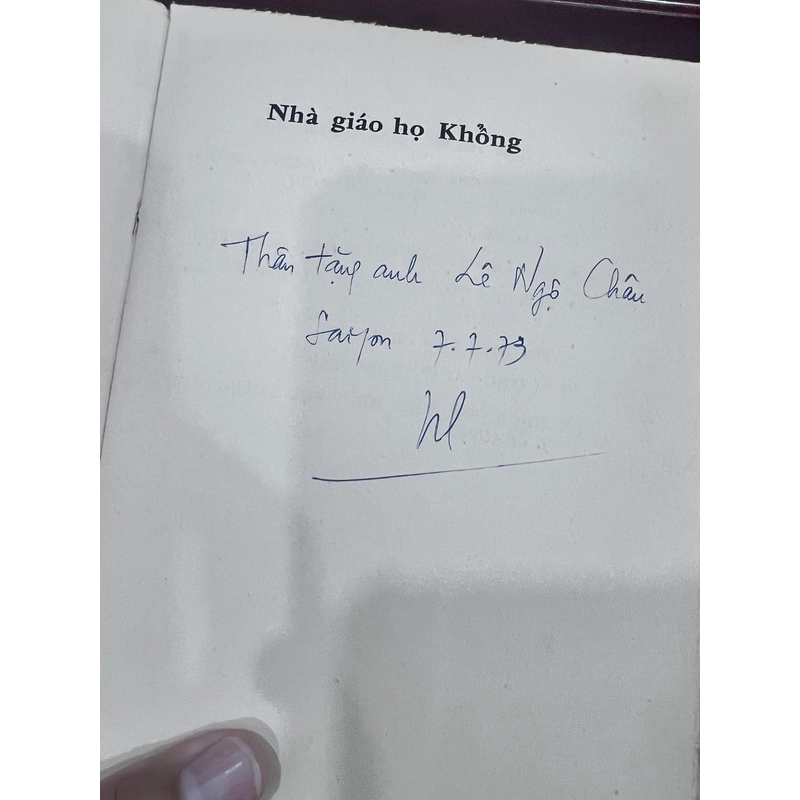 Nhà giáo họ Khổng
Thân tặng anh Lê Ngộ Châu
Saigon 7.7.73